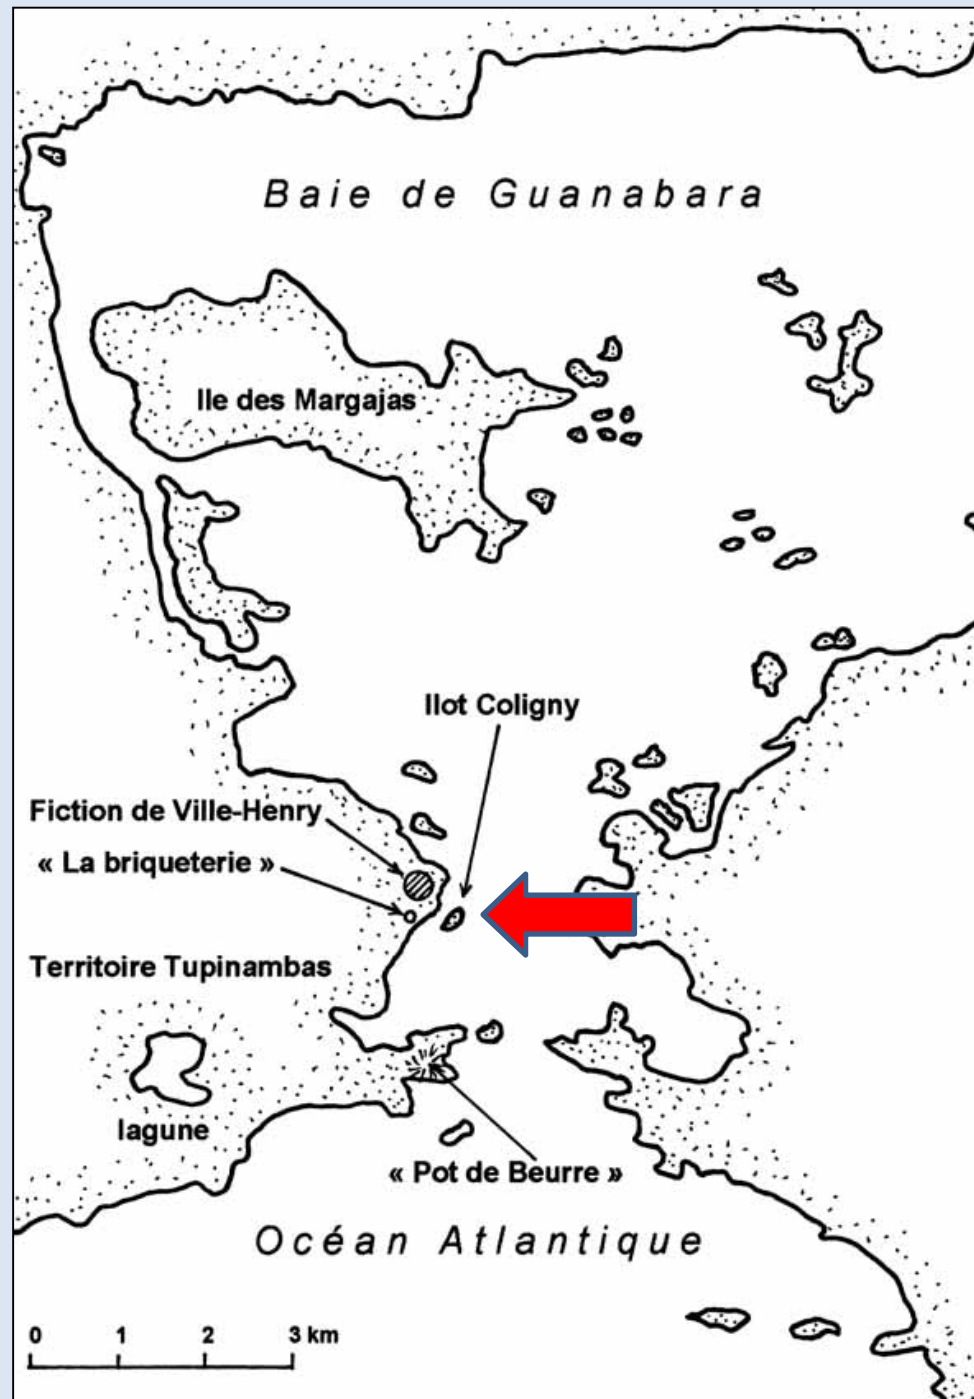 Baie de Guanabara
Ile des Margajas
Ilot Coligny
Fiction de Ville-Henry
« La briqueterie »
Territoire Tupinambas
lagune
« Pot de Beurre »
Océan Atlantique
0 1 2 3 km